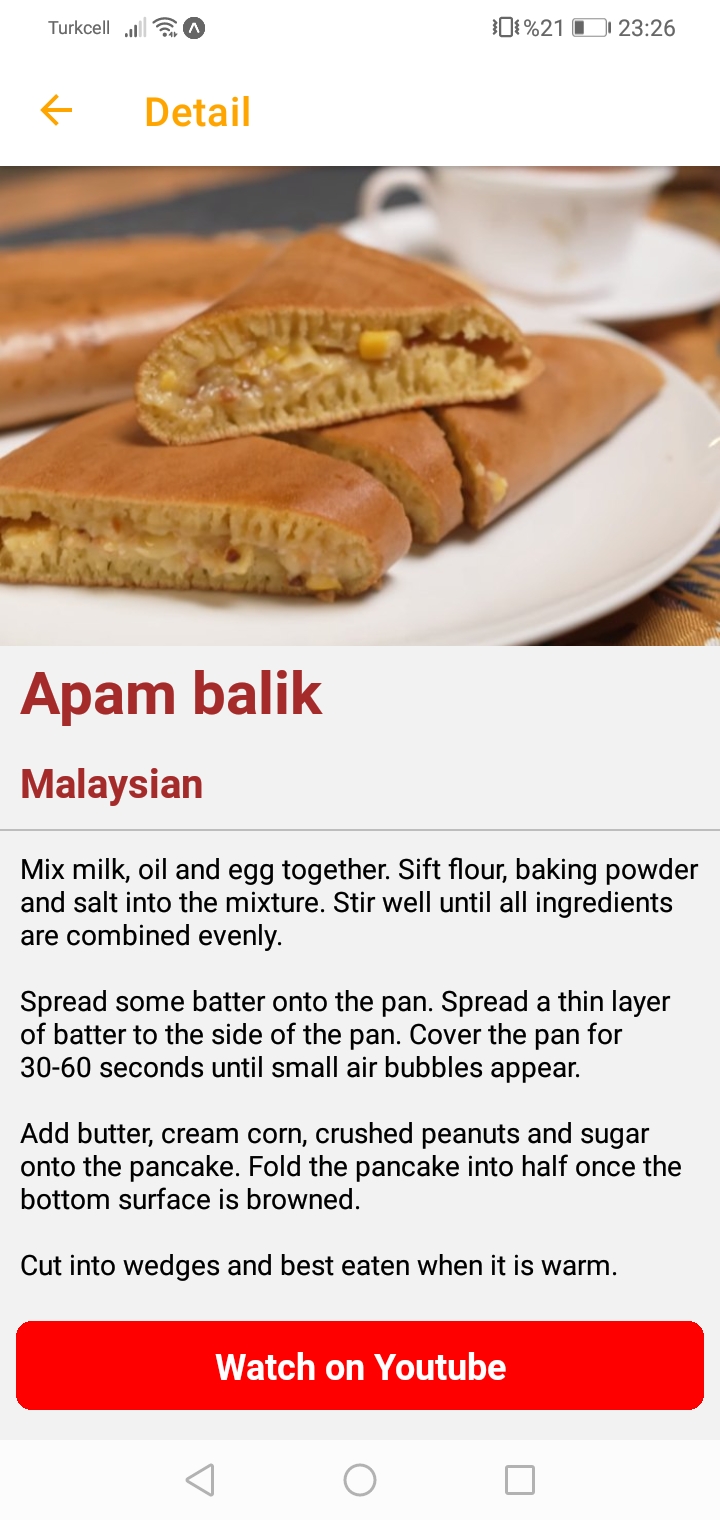 Turkcell %21 23:26
Detail
Apam balik
Malaysian
Mix milk, oil and egg together. Sift flour, baking powder
and salt into the mixture. Stir well until all ingredients
are combined evenly.
Spread some batter onto the pan. Spread a thin layer
of batter to the side of the pan. Cover the pan for
30-60 seconds until small air bubbles appear.
Add butter, cream corn, crushed peanuts and sugar
onto the pancake. Fold the pancake into half once the
bottom surface is browned.
Cut into wedges and best eaten when it is warm.
Watch on Youtube